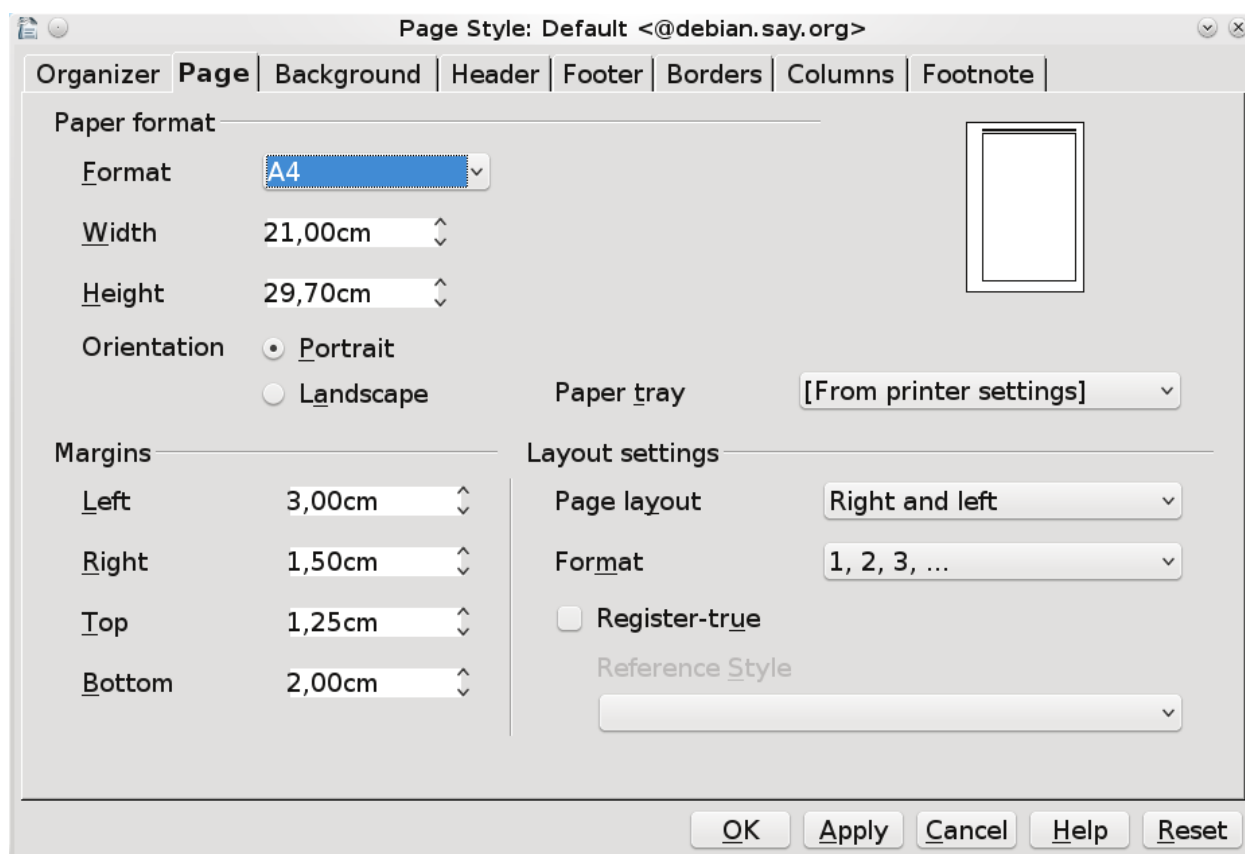 Page Style: Default <@debian.say.org>
Organizer Page Background Header Footer Borders Columns Footnote
Paper format
Format A4
Width 21,00cm
Height 29,70cm
Orientation Portrait
Landscape
Paper tray [From printer settings]
Margins
Left 3,00cm
Right 1,50cm
Top 1,25cm
Bottom 2,00cm
Layout settings
Page layout Right and left
Format 1, 2, 3, ...
Register-true
Reference Style
OK Apply Cancel Help Reset